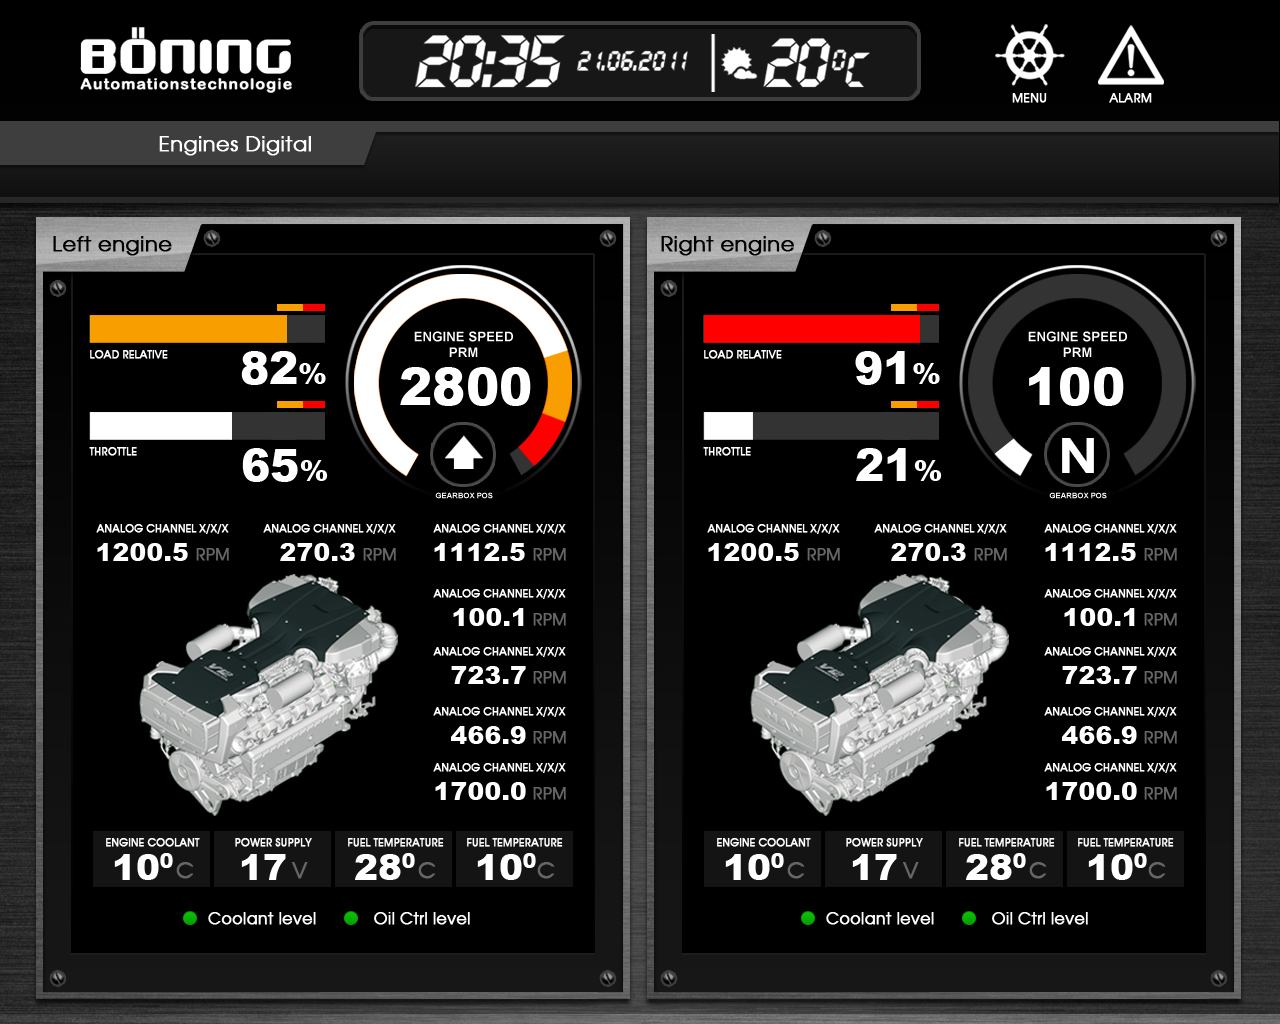 BÖNING
Automationstechnologie
20:35 21.06.2011 20°C
MENU
ALARM
Engines Digital
Left engine
LOAD RELATIVE
82%
THROTTLE
65%
ENGINE SPEED
PRM
2800
GEARBOX POS
ANALOG CHANNEL X/X/X
1200.5 RPM
ANALOG CHANNEL X/X/X
270.3 RPM
ANALOG CHANNEL X/X/X
1112.5 RPM
ANALOG CHANNEL X/X/X
100.1 RPM
ANALOG CHANNEL X/X/X
723.7 RPM
ANALOG CHANNEL X/X/X
466.9 RPM
ANALOG CHANNEL X/X/X
1700.0 RPM
V12
MAN
ENGINE COOLANT
10⁰C
POWER SUPPLY
17 V
FUEL TEMPERATURE
28⁰C
FUEL TEMPERATURE
10⁰C
Coolant level
Oil Ctrl level
Right engine
LOAD RELATIVE
91%
THROTTLE
21%
ENGINE SPEED
PRM
100
N
GEARBOX POS
ANALOG CHANNEL X/X/X
1200.5 RPM
ANALOG CHANNEL X/X/X
270.3 RPM
ANALOG CHANNEL X/X/X
1112.5 RPM
ANALOG CHANNEL X/X/X
100.1 RPM
ANALOG CHANNEL X/X/X
723.7 RPM
ANALOG CHANNEL X/X/X
466.9 RPM
ANALOG CHANNEL X/X/X
1700.0 RPM
V12
MAN
ENGINE COOLANT
10⁰C
POWER SUPPLY
17 V
FUEL TEMPERATURE
28⁰C
FUEL TEMPERATURE
10⁰C
Coolant level
Oil Ctrl level